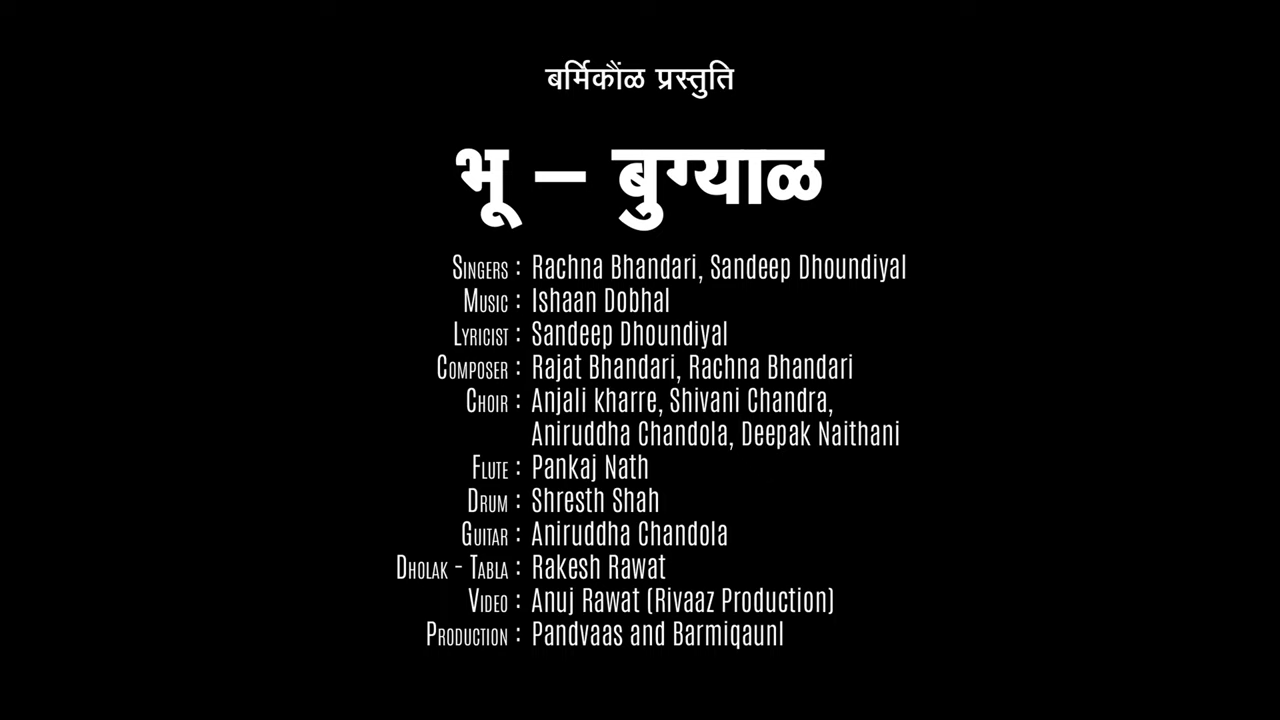 बर्मिकौंळ प्रस्तुति
भू – बुग्याळ
Singers : Rachna Bhandari, Sandeep Dhoundiyal
Music : Ishaan Dobhal
Lyricist : Sandeep Dhoundiyal
Composer : Rajat Bhandari, Rachna Bhandari
Choir : Anjali kharre, Shivani Chandra,
Aniruddha Chandola, Deepak Naithani
Flute : Pankaj Nath
Drum : Shresth Shah
Guitar : Aniruddha Chandola
Dholak - Tabla : Rakesh Rawat
Video : Anuj Rawat (Rivaaz Production)
Production : Pandvaas and Barmiqaunl